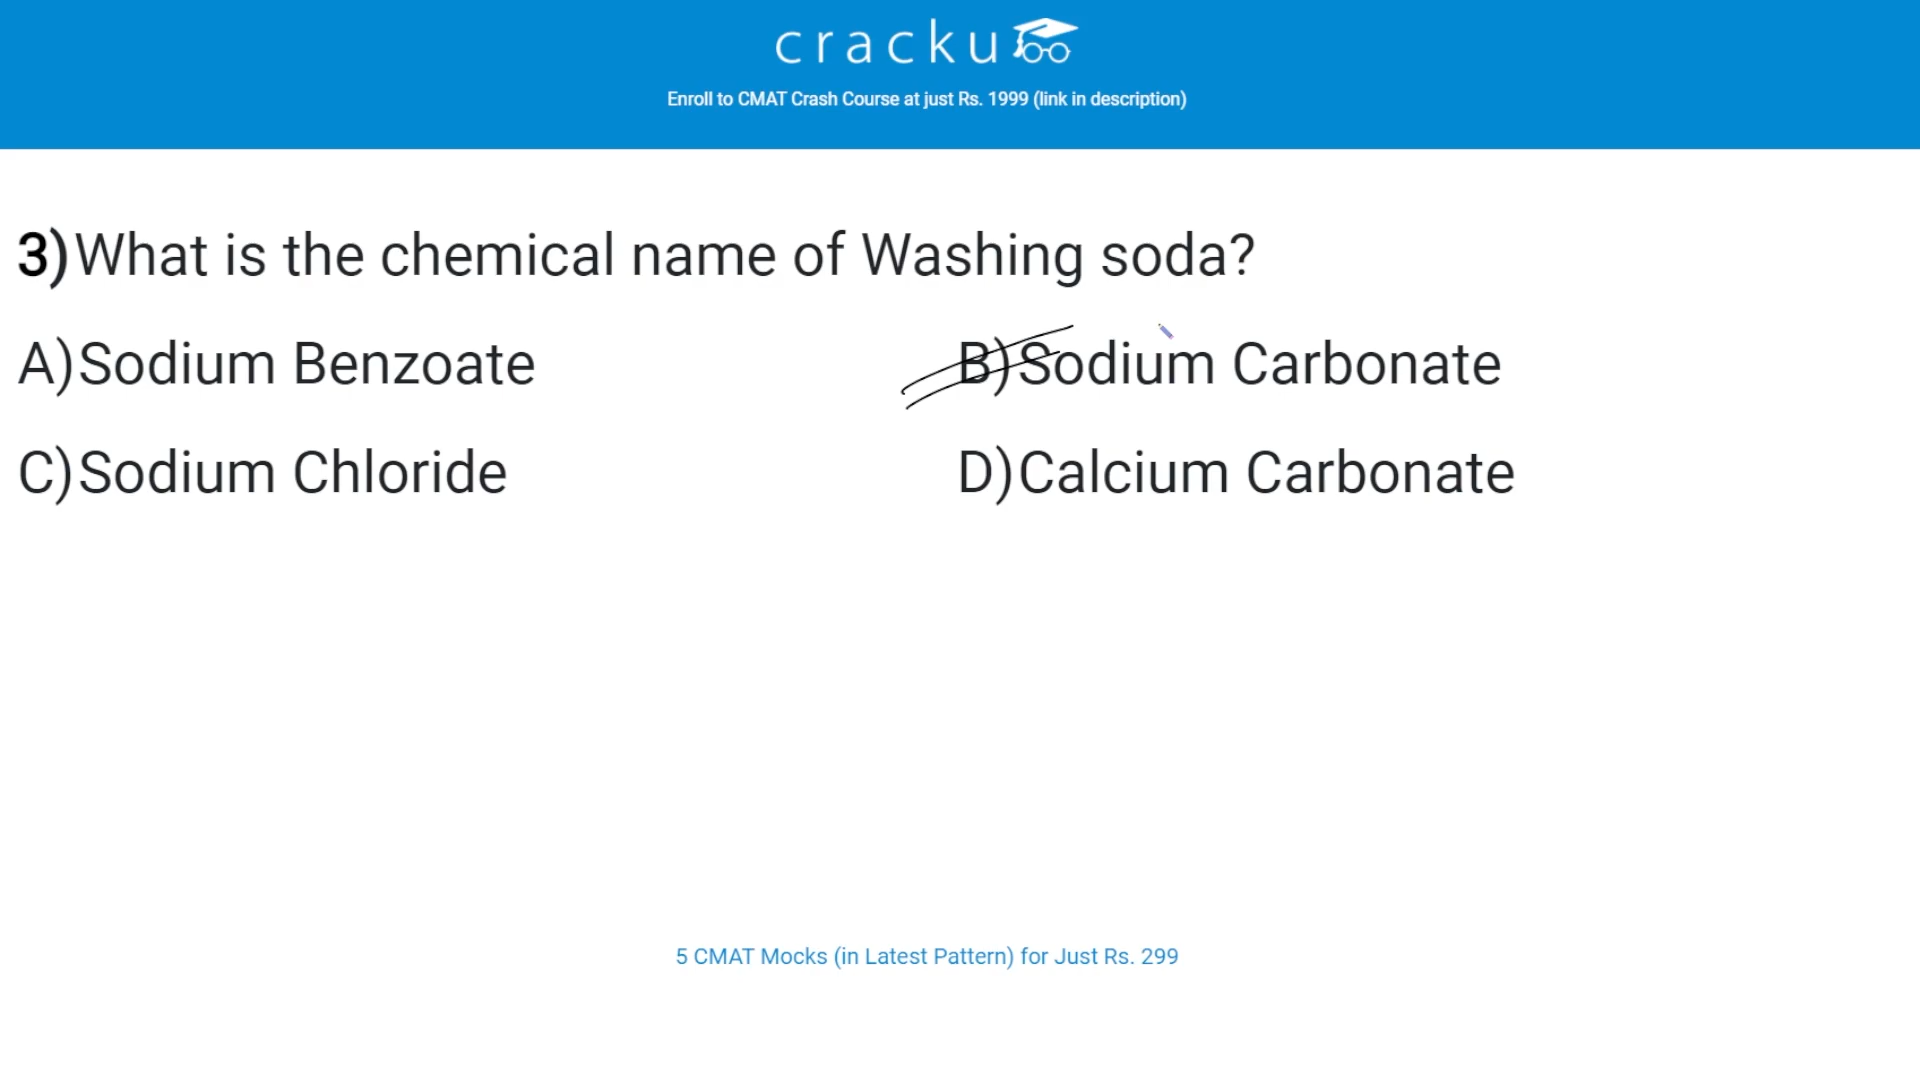 cracku
Enroll to CMAT Crash Course at just Rs. 1999 (link in description)
3)What is the chemical name of Washing soda?
A)Sodium Benzoate
B)Sodium Carbonate
C)Sodium Chloride
D)Calcium Carbonate
5 CMAT Mocks (in Latest Pattern) for Just Rs. 299